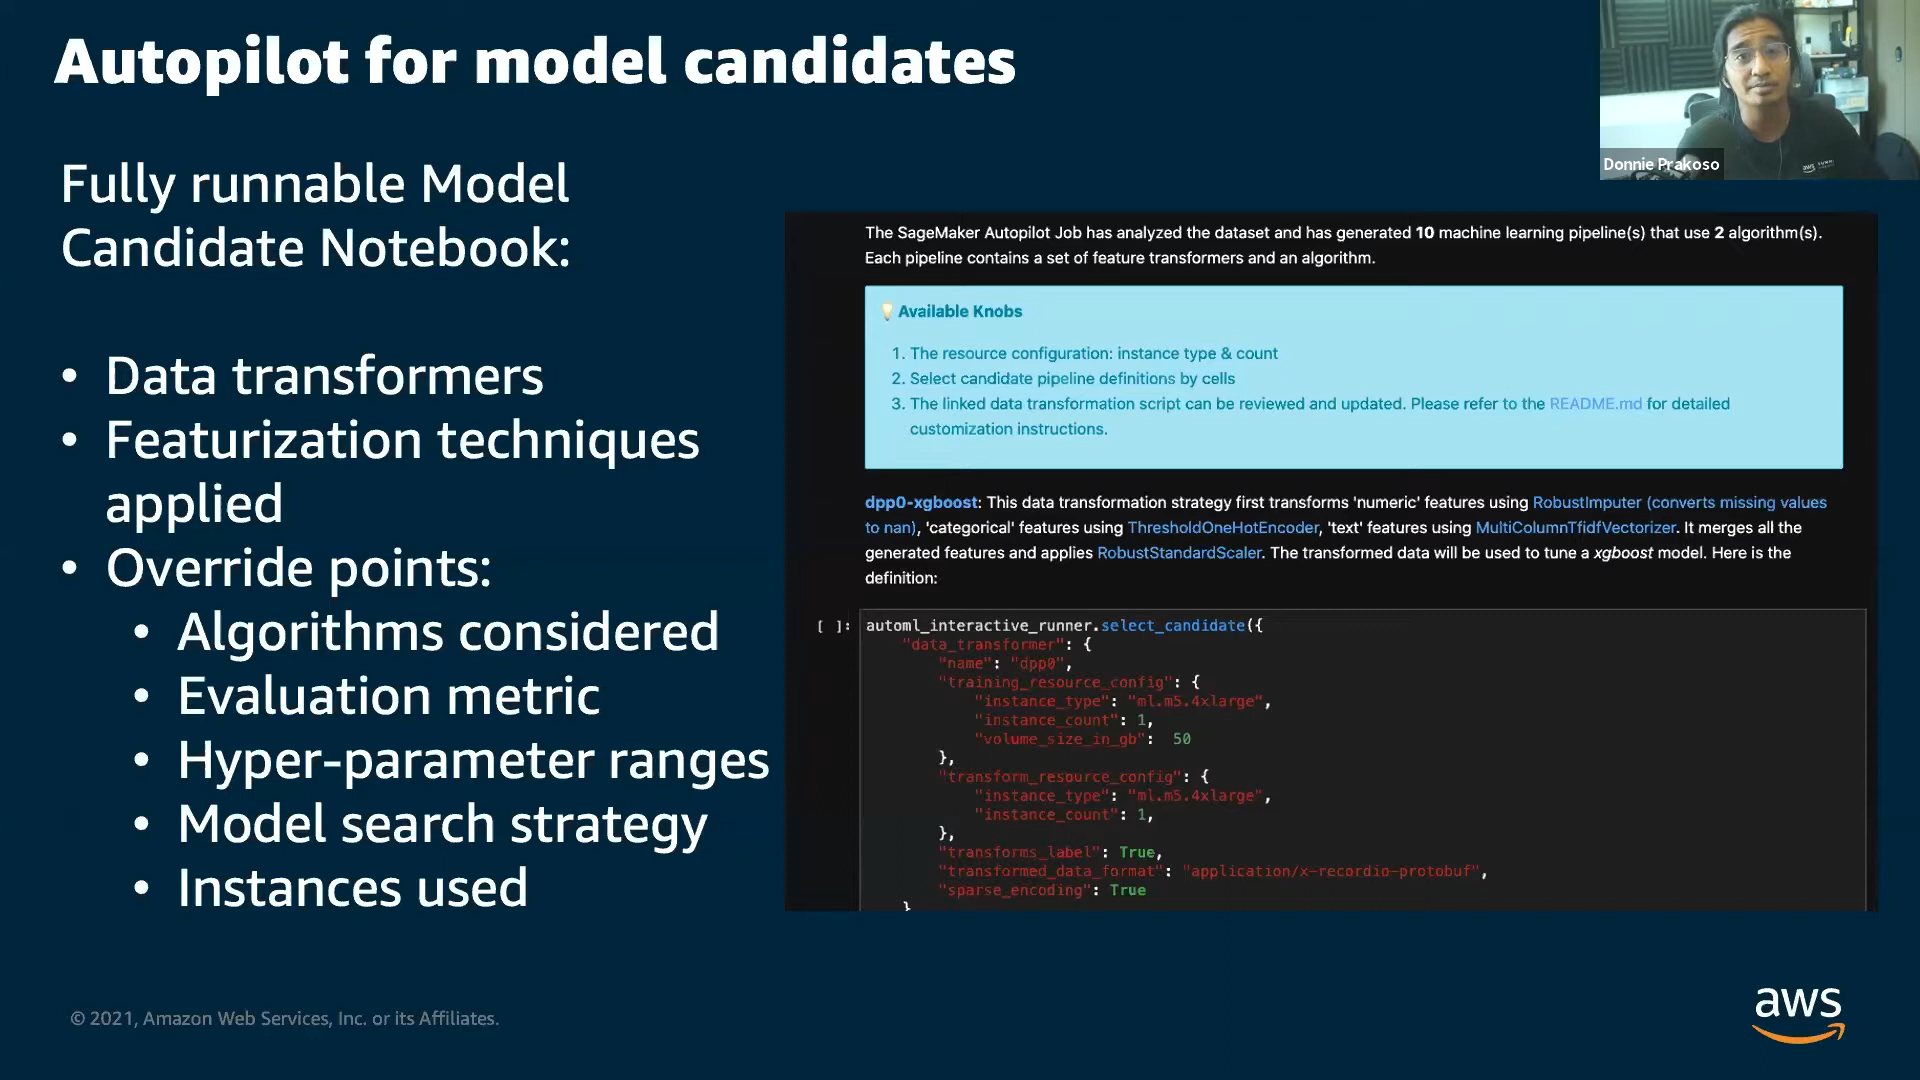 Autopilot for model candidates
Donnie Prakoso
Fully runnable Model
Candidate Notebook:
• Data transformers
• Featurization techniques
applied
• Override points:
• Algorithms considered
• Evaluation metric
• Hyper-parameter ranges
• Model search strategy
• Instances used
The SageMaker Autopilot Job has analyzed the dataset and has generated 10 machine learning pipeline(s) that use 2 algorithm(s).
Each pipeline contains a set of feature transformers and an algorithm.
💡 Available Knobs
1. The resource configuration: instance type & count
2. Select candidate pipeline definitions by cells
3. The linked data transformation script can be reviewed and updated. Please refer to the README.md for detailed
customization instructions.
dpp0-xgboost: This data transformation strategy first transforms 'numeric' features using RobustImputer (converts missing values
to nan), 'categorical' features using ThresholdOneHotEncoder, 'text' features using MultiColumnTfidfVectorizer. It merges all the
generated features and applies RobustStandardScaler. The transformed data will be used to tune a xgboost model. Here is the
definition:
[ ]: automl_interactive_runner.select_candidate({
"data_transformer": {
"name": "dpp0",
"training_resource_config": {
"instance_type": "ml.m5.4xlarge",
"instance_count": 1,
"volume_size_in_gb": 50
},
"transform_resource_config": {
"instance_type": "ml.m5.4xlarge",
"instance_count": 1,
},
"transforms_label": True,
"transformed_data_format": "application/x-recordio-protobuf",
"sparse_encoding": True
}
© 2021, Amazon Web Services, Inc. or its Affiliates.
aws